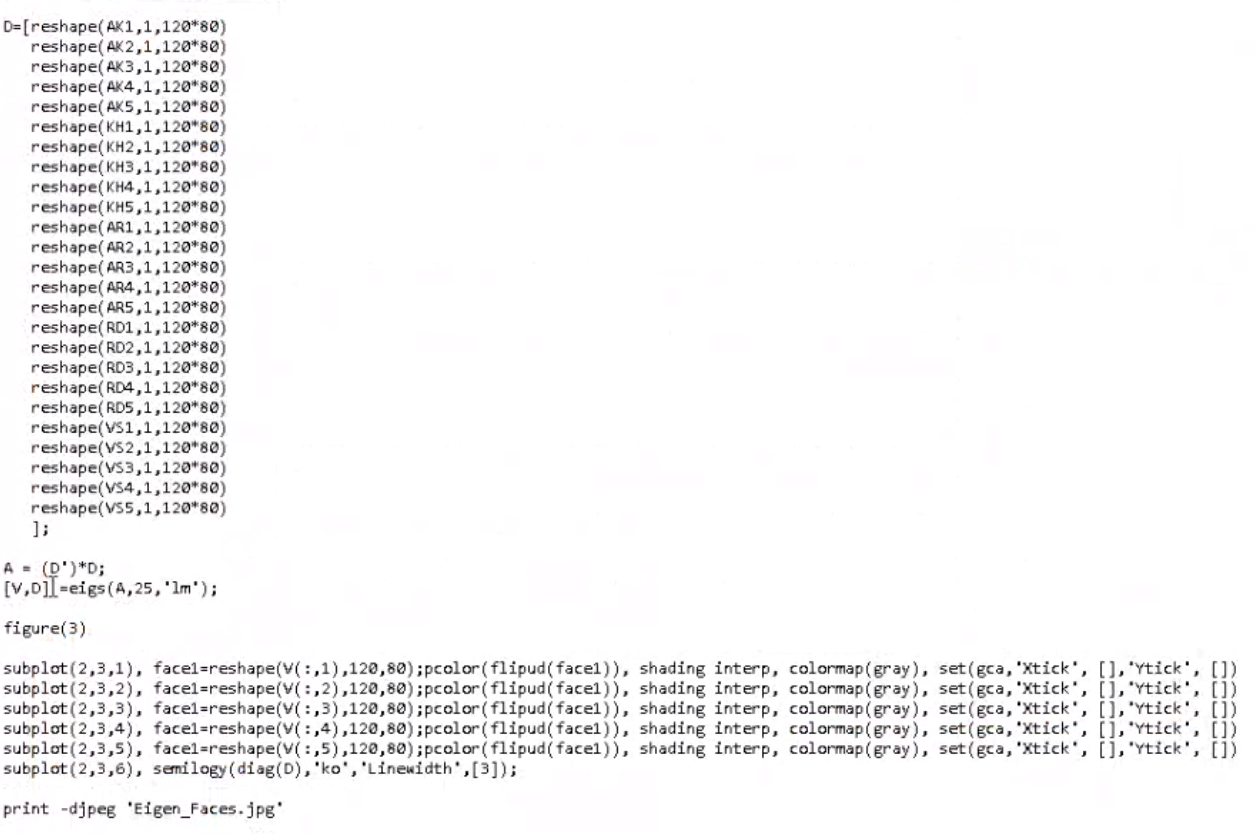 D=[reshape(AK1,1,120*80)
reshape(AK2,1,120*80)
reshape(AK3,1,120*80)
reshape(AK4,1,120*80)
reshape(AK5,1,120*80)
reshape(KH1,1,120*80)
reshape(KH2,1,120*80)
reshape(KH3,1,120*80)
reshape(KH4,1,120*80)
reshape(KH5,1,120*80)
reshape(AR1,1,120*80)
reshape(AR2,1,120*80)
reshape(AR3,1,120*80)
reshape(AR4,1,120*80)
reshape(AR5,1,120*80)
reshape(RD1,1,120*80)
reshape(RD2,1,120*80)
reshape(RD3,1,120*80)
reshape(RD4,1,120*80)
reshape(RD5,1,120*80)
reshape(VS1,1,120*80)
reshape(VS2,1,120*80)
reshape(VS3,1,120*80)
reshape(VS4,1,120*80)
reshape(VS5,1,120*80)
];
A = (D')*D;
[V,D]=eigs(A,25,'lm');
figure(3)
subplot(2,3,1), face1=reshape(V(:,1),120,80);pcolor(flipud(face1)), shading interp, colormap(gray), set(gca,'Xtick', [],'Ytick', [])
subplot(2,3,2), face1=reshape(V(:,2),120,80);pcolor(flipud(face1)), shading interp, colormap(gray), set(gca,'Xtick', [],'Ytick', [])
subplot(2,3,3), face1=reshape(V(:,3),120,80);pcolor(flipud(face1)), shading interp, colormap(gray), set(gca,'Xtick', [],'Ytick', [])
subplot(2,3,4), face1=reshape(V(:,4),120,80);pcolor(flipud(face1)), shading interp, colormap(gray), set(gca,'Xtick', [],'Ytick', [])
subplot(2,3,5), face1=reshape(V(:,5),120,80);pcolor(flipud(face1)), shading interp, colormap(gray), set(gca,'Xtick', [],'Ytick', [])
subplot(2,3,6), semilogy(diag(D),'ko','Linewidth',[3]);
print -djpeg 'Eigen_Faces.jpg'